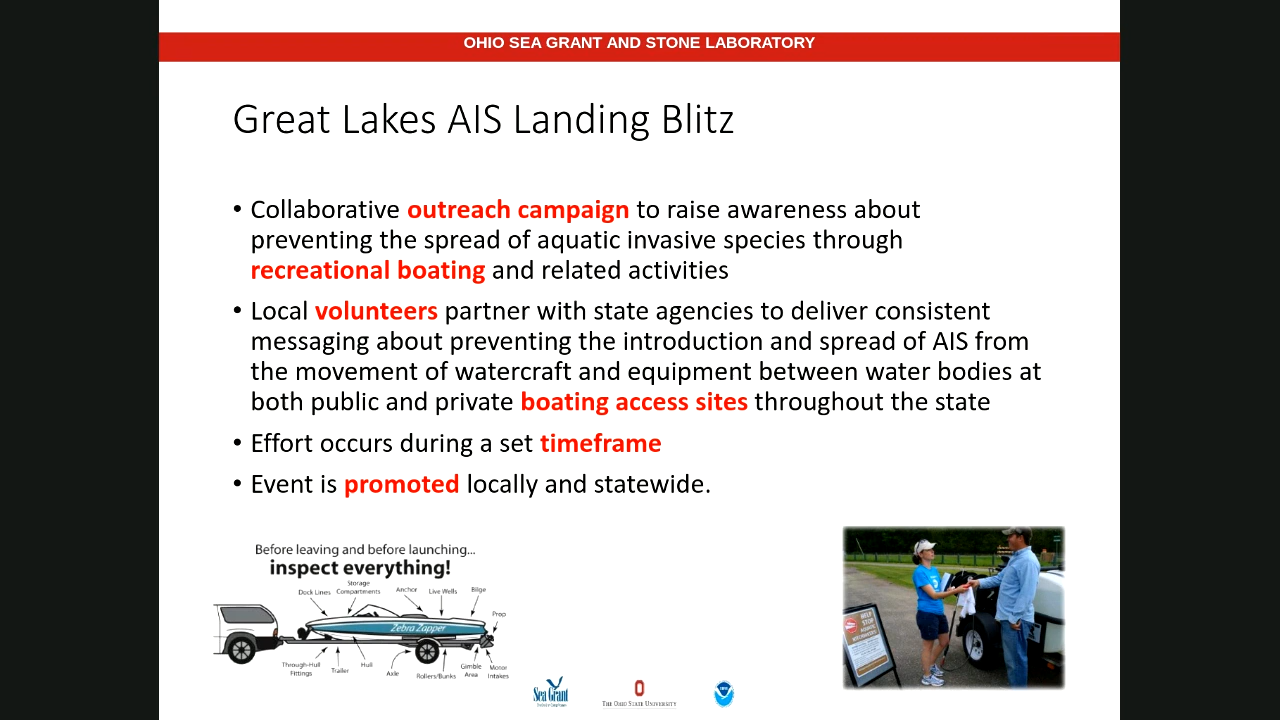 OHIO SEA GRANT AND STONE LABORATORY
Great Lakes AIS Landing Blitz
• Collaborative outreach campaign to raise awareness about
preventing the spread of aquatic invasive species through
recreational boating and related activities
• Local volunteers partner with state agencies to deliver consistent
messaging about preventing the introduction and spread of AIS from
the movement of watercraft and equipment between water bodies at
both public and private boating access sites throughout the state
• Effort occurs during a set timeframe
• Event is promoted locally and statewide.
Before leaving and before launching...
inspect everything!
Dock Lines
Storage
Compartments
Anchor
Live Wells
Bilge
Prop
Zebra Zapper
Through-Hull
Fittings
Trailer
Hull
Axle
Rollers/Bunks
Gimble
Area
Motor
Intakes
HELP
STOP
Sea Grant
THE OHIO STATE UNIVERSITY